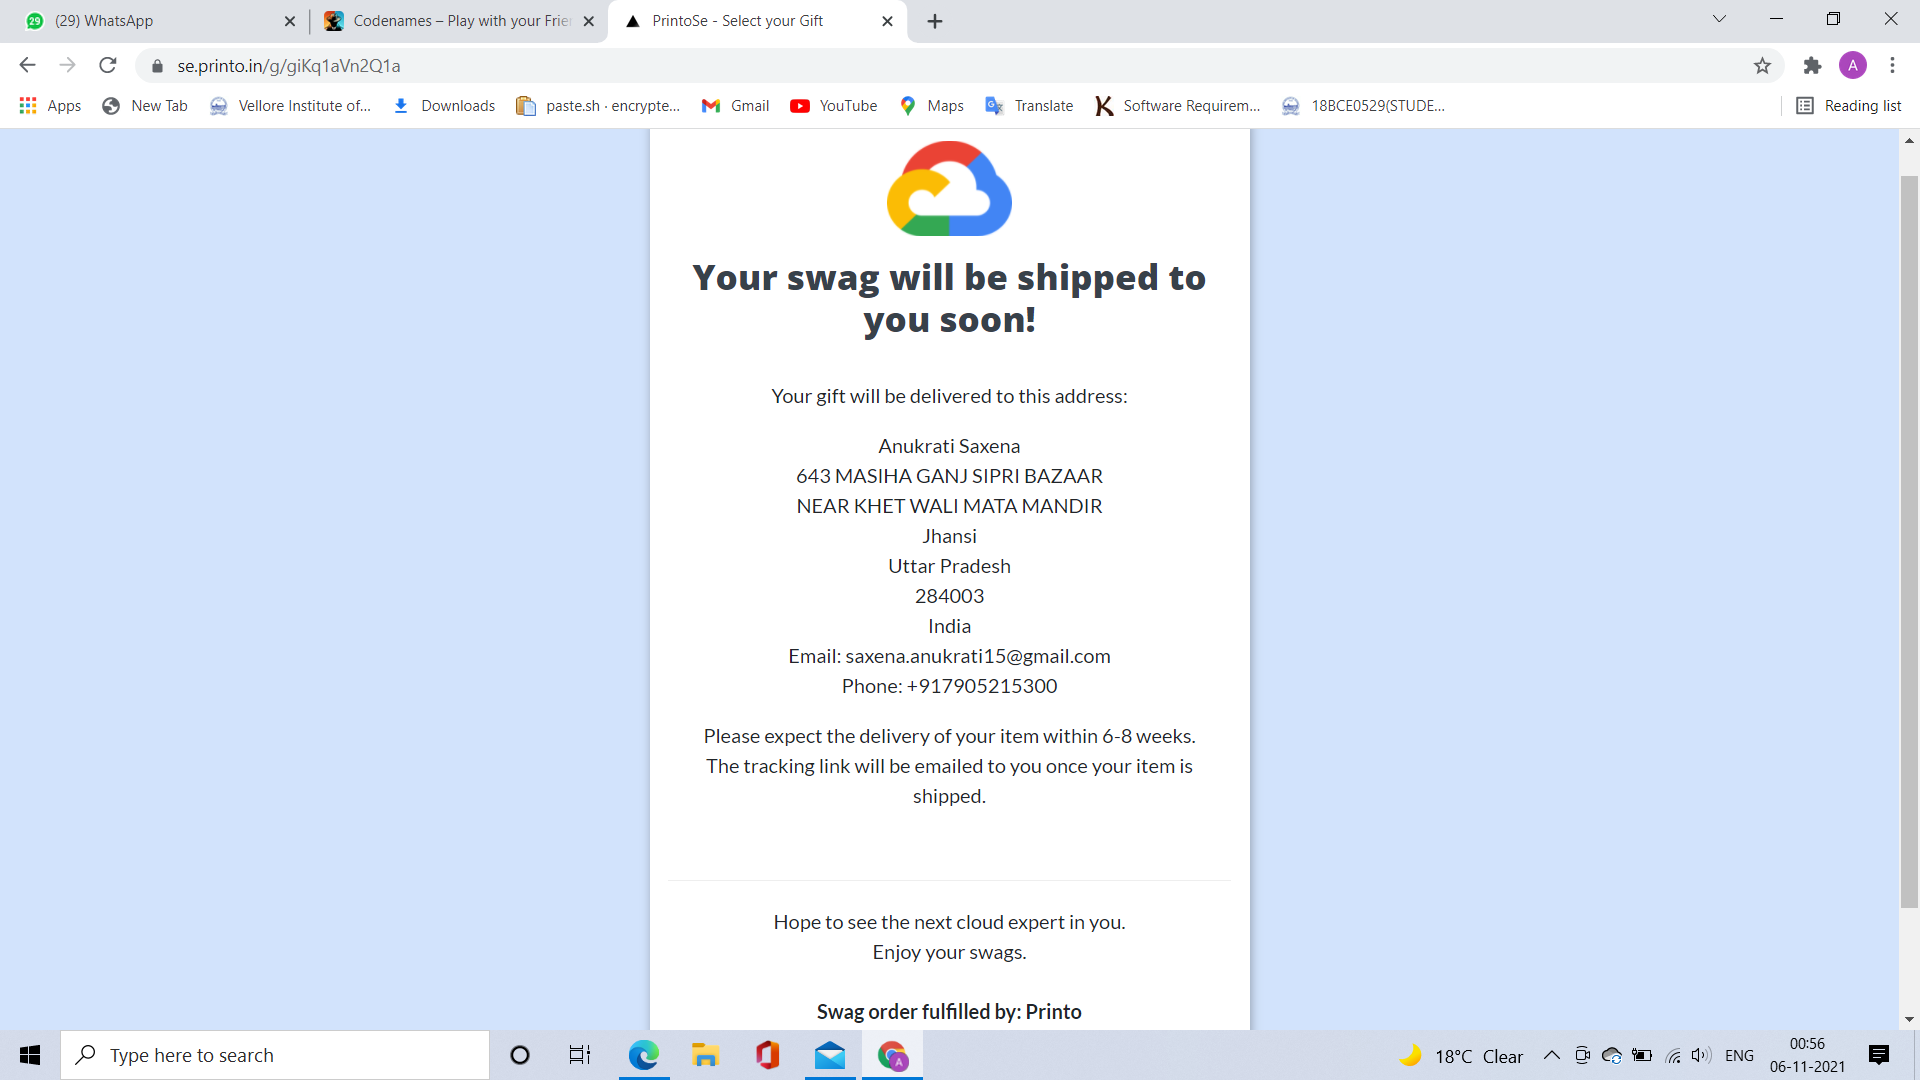 (29) WhatsApp
Codenames – Play with your Frie
PrintoSe - Select your Gift
se.printo.in/g/giKq1aVn2Q1a
A
Apps
New Tab
Vellore Institute of...
Downloads
paste.sh · encrypte...
Gmail
YouTube
Maps
Translate
Software Requirem...
18BCE0529(STUDE...
Reading list
Your swag will be shipped to
you soon!
Your gift will be delivered to this address:
Anukrati Saxena
643 MASIHA GANJ SIPRI BAZAAR
NEAR KHET WALI MATA MANDIR
Jhansi
Uttar Pradesh
284003
India
Email: saxena.anukrati15@gmail.com
Phone: +917905215300
Please expect the delivery of your item within 6-8 weeks.
The tracking link will be emailed to you once your item is
shipped.
Hope to see the next cloud expert in you.
Enjoy your swags.
Swag order fulfilled by: Printo
Type here to search
18°C Clear
ENG
00:56
06-11-2021